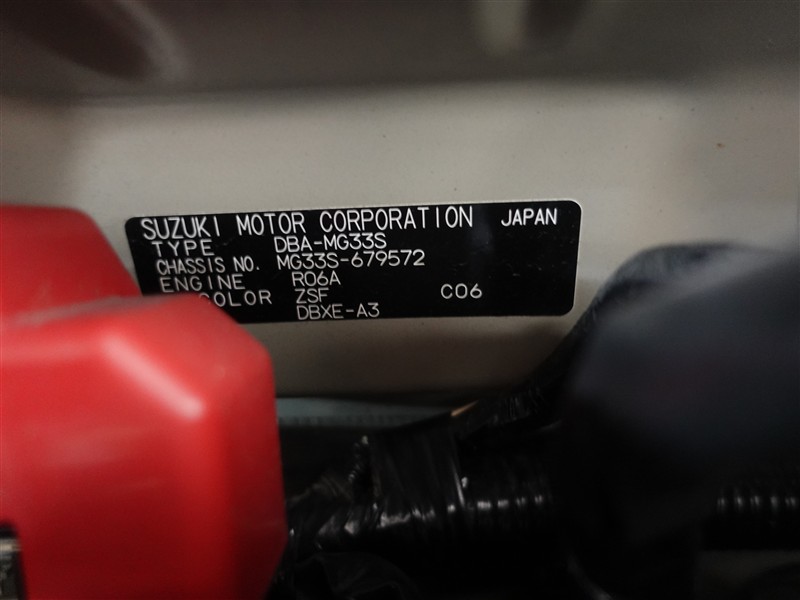 SUZUKI MOTOR CORPORATION JAPAN
TYPE DBA-MG33S
CHASSIS NO. MG33S-679572
ENGINE R06A
COLOR ZSF C06
DBXE-A3